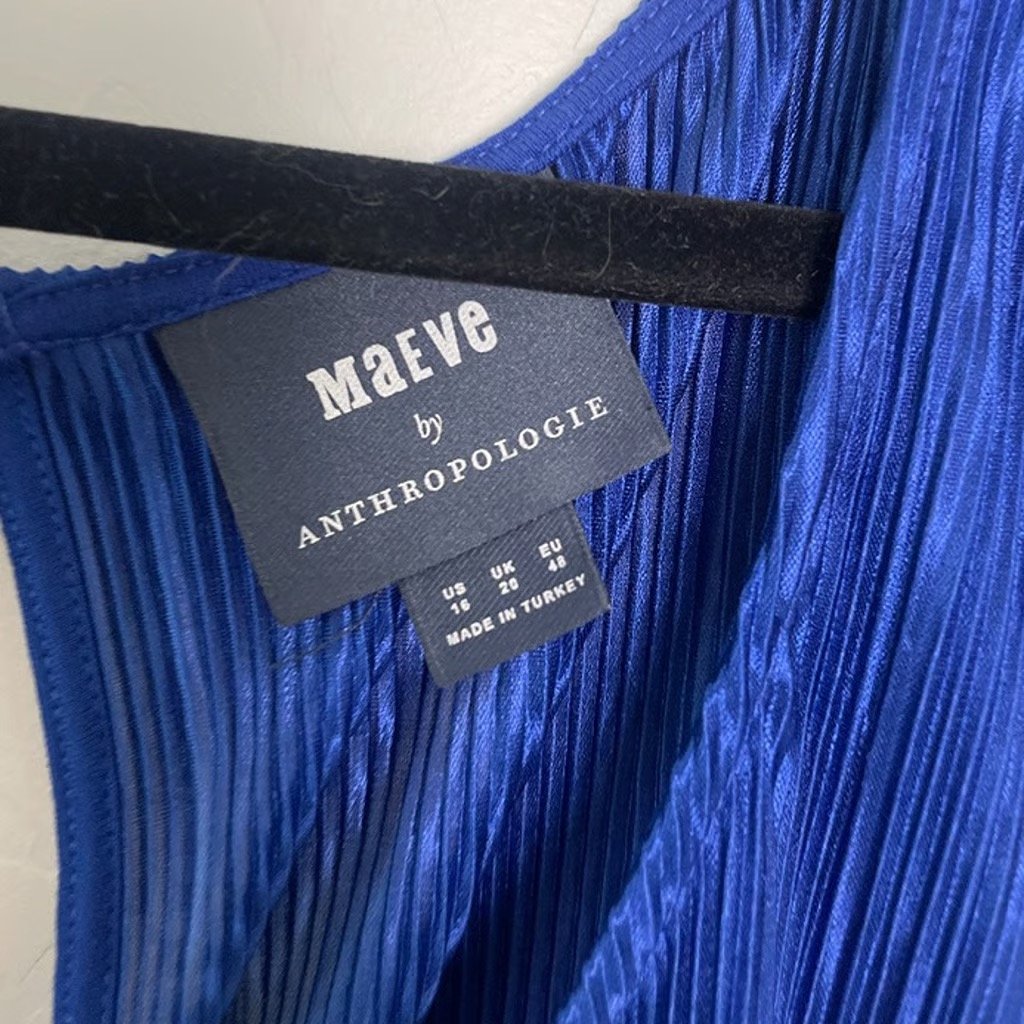 MaEVe
by
ANTHROPOLOGIE
US UK EU
16 20 48
MADE IN TURKEY